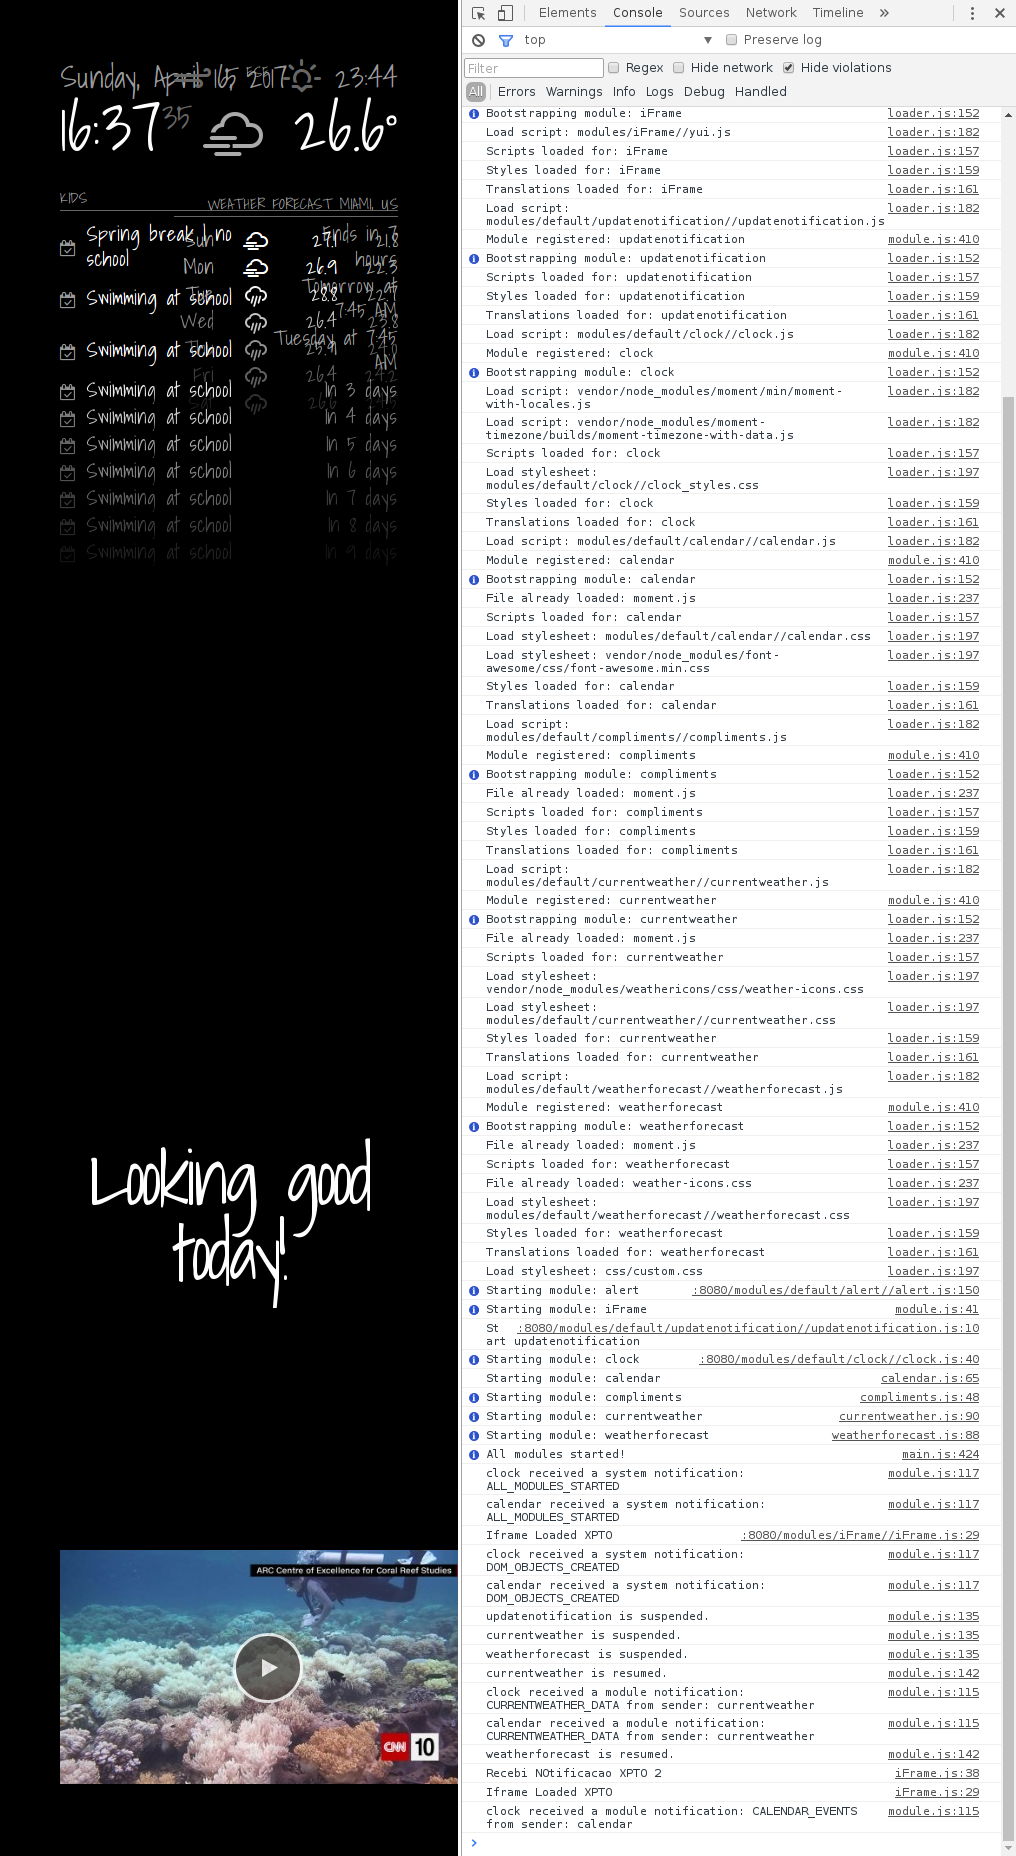 Sunday, April 16, 2017
23:44
16:37 35
26.6°
KIDS
WEATHER FORECAST MIAMI, US
Spring break | no school
Ends in 7 hours
Sun 27.1 21.8
Mon 26.9 22.3
Swimming at school
Tomorrow at 7:45 AM
Tue 28.8 22.7
Wed 26.4 23.8
Swimming at school
Tuesday at 7:45 AM
Fri 26.4 24.2
Swimming at school In 3 days
Swimming at school In 4 days
Swimming at school In 5 days
Swimming at school In 6 days
Swimming at school In 7 days
Swimming at school In 8 days
Swimming at school In 9 days
Looking good
today!
ARC Centre of Excellence for Coral Reef Studies
CNN 10
Elements Console Sources Network Timeline »
top Preserve log
Filter Regex Hide network Hide violations
All Errors Warnings Info Logs Debug Handled
Bootstrapping module: iFrame loader.js:152
Load script: modules/iFrame//yui.js loader.js:182
Scripts loaded for: iFrame loader.js:157
Styles loaded for: iFrame loader.js:159
Translations loaded for: iFrame loader.js:161
Load script: loader.js:182
modules/default/updatenotification//updatenotification.js
Module registered: updatenotification module.js:410
Bootstrapping module: updatenotification loader.js:152
Scripts loaded for: updatenotification loader.js:157
Styles loaded for: updatenotification loader.js:159
Translations loaded for: updatenotification loader.js:161
Load script: modules/default/clock//clock.js loader.js:182
Module registered: clock module.js:410
Bootstrapping module: clock loader.js:152
Load script: vendor/node_modules/moment/min/moment- loader.js:182
with-locales.js
Load script: vendor/node_modules/moment- loader.js:182
timezone/builds/moment-timezone-with-data.js
Scripts loaded for: clock loader.js:157
Load stylesheet: loader.js:197
modules/default/clock//clock_styles.css
Styles loaded for: clock loader.js:159
Translations loaded for: clock loader.js:161
Load script: modules/default/calendar//calendar.js loader.js:182
Module registered: calendar module.js:410
Bootstrapping module: calendar loader.js:152
File already loaded: moment.js loader.js:237
Scripts loaded for: calendar loader.js:157
Load stylesheet: modules/default/calendar//calendar.css loader.js:197
Load stylesheet: vendor/node_modules/font- loader.js:197
awesome/css/font-awesome.min.css
Styles loaded for: calendar loader.js:159
Translations loaded for: calendar loader.js:161
Load script: loader.js:182
modules/default/compliments//compliments.js
Module registered: compliments module.js:410
Bootstrapping module: compliments loader.js:152
File already loaded: moment.js loader.js:237
Scripts loaded for: compliments loader.js:157
Styles loaded for: compliments loader.js:159
Translations loaded for: compliments loader.js:161
Load script: loader.js:182
modules/default/currentweather//currentweather.js
Module registered: currentweather module.js:410
Bootstrapping module: currentweather loader.js:152
File already loaded: moment.js loader.js:237
Scripts loaded for: currentweather loader.js:157
Load stylesheet: loader.js:197
vendor/node_modules/weathericons/css/weather-icons.css
Load stylesheet: loader.js:197
modules/default/currentweather//currentweather.css
Styles loaded for: currentweather loader.js:159
Translations loaded for: currentweather loader.js:161
Load script: loader.js:182
modules/default/weatherforecast//weatherforecast.js
Module registered: weatherforecast module.js:410
Bootstrapping module: weatherforecast loader.js:152
File already loaded: moment.js loader.js:237
Scripts loaded for: weatherforecast loader.js:157
File already loaded: weather-icons.css loader.js:237
Load stylesheet: loader.js:197
modules/default/weatherforecast//weatherforecast.css
Styles loaded for: weatherforecast loader.js:159
Translations loaded for: weatherforecast loader.js:161
Load stylesheet: css/custom.css loader.js:197
Starting module: alert :8080/modules/default/alert//alert.js:150
Starting module: iFrame module.js:41
St :8080/modules/default/updatenotification//updatenotification.js:10
art updatenotification
Starting module: clock :8080/modules/default/clock//clock.js:40
Starting module: calendar calendar.js:65
Starting module: compliments compliments.js:48
Starting module: currentweather currentweather.js:90
Starting module: weatherforecast weatherforecast.js:88
All modules started! main.js:424
clock received a system notification: module.js:117
ALL_MODULES_STARTED
calendar received a system notification: module.js:117
ALL_MODULES_STARTED
Iframe Loaded XPTO :8080/modules/iFrame//iFrame.js:29
clock received a system notification: module.js:117
DOM_OBJECTS_CREATED
calendar received a system notification: module.js:117
DOM_OBJECTS_CREATED
updatenotification is suspended. module.js:135
currentweather is suspended. module.js:135
weatherforecast is suspended. module.js:135
currentweather is resumed. module.js:142
clock received a module notification: module.js:115
CURRENTWEATHER_DATA from sender: currentweather
calendar received a module notification: module.js:115
CURRENTWEATHER_DATA from sender: currentweather
weatherforecast is resumed. module.js:142
Recebi NOtificacao XPTO 2 iFrame.js:38
Iframe Loaded XPTO iFrame.js:29
clock received a module notification: CALENDAR_EVENTS module.js:115
from sender: calendar